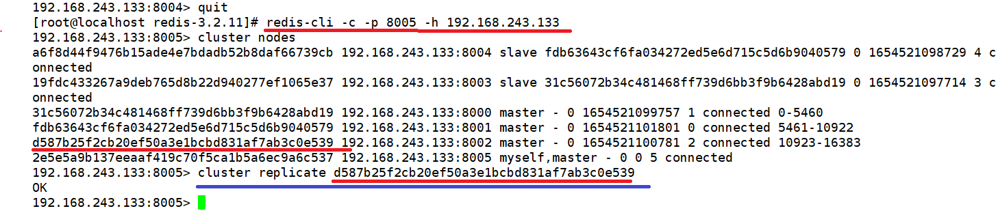 192.168.243.133:8004> quit
[root@localhost redis-3.2.11]# redis-cli -c -p 8005 -h 192.168.243.133
192.168.243.133:8005> cluster nodes
a6f8d44f9476b15ade4e7bdadb52b8daf66739cb 192.168.243.133:8004 slave fdb63643cf6fa034272ed5e6d715c5d6b9040579 0 1654521098729 4 c
onnected
19fdc433267a9deb765d8b22d940277ef1065e37 192.168.243.133:8003 slave 31c56072b34c481468ff739d6bb3f9b6428abd19 0 1654521097714 3 c
onnected
31c56072b34c481468ff739d6bb3f9b6428abd19 192.168.243.133:8000 master - 0 1654521099757 1 connected 0-5460
fdb63643cf6fa034272ed5e6d715c5d6b9040579 192.168.243.133:8001 master - 0 1654521101801 0 connected 5461-10922
d587b25f2cb20ef50a3e1bcbd831af7ab3c0e539 192.168.243.133:8002 master - 0 1654521100781 2 connected 10923-16383
2e5e5a9b137eeaaf419c70f5ca1b5a6ec9a6c537 192.168.243.133:8005 myself,master - 0 0 5 connected
192.168.243.133:8005> cluster replicate d587b25f2cb20ef50a3e1bcbd831af7ab3c0e539
OK
192.168.243.133:8005>